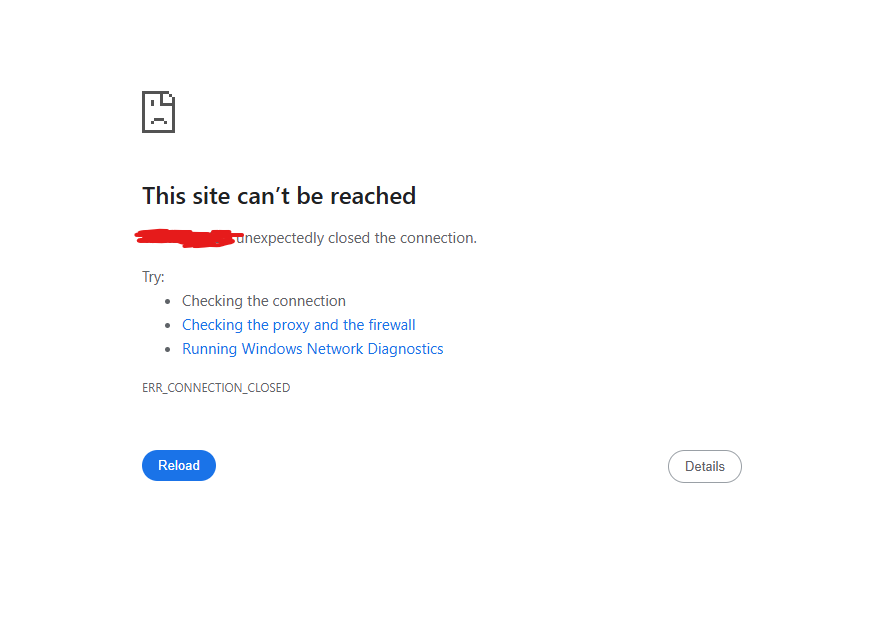 This site can’t be reached
unexpectedly closed the connection.
Try:
Checking the connection
Checking the proxy and the firewall
Running Windows Network Diagnostics
ERR_CONNECTION_CLOSED
Reload
Details